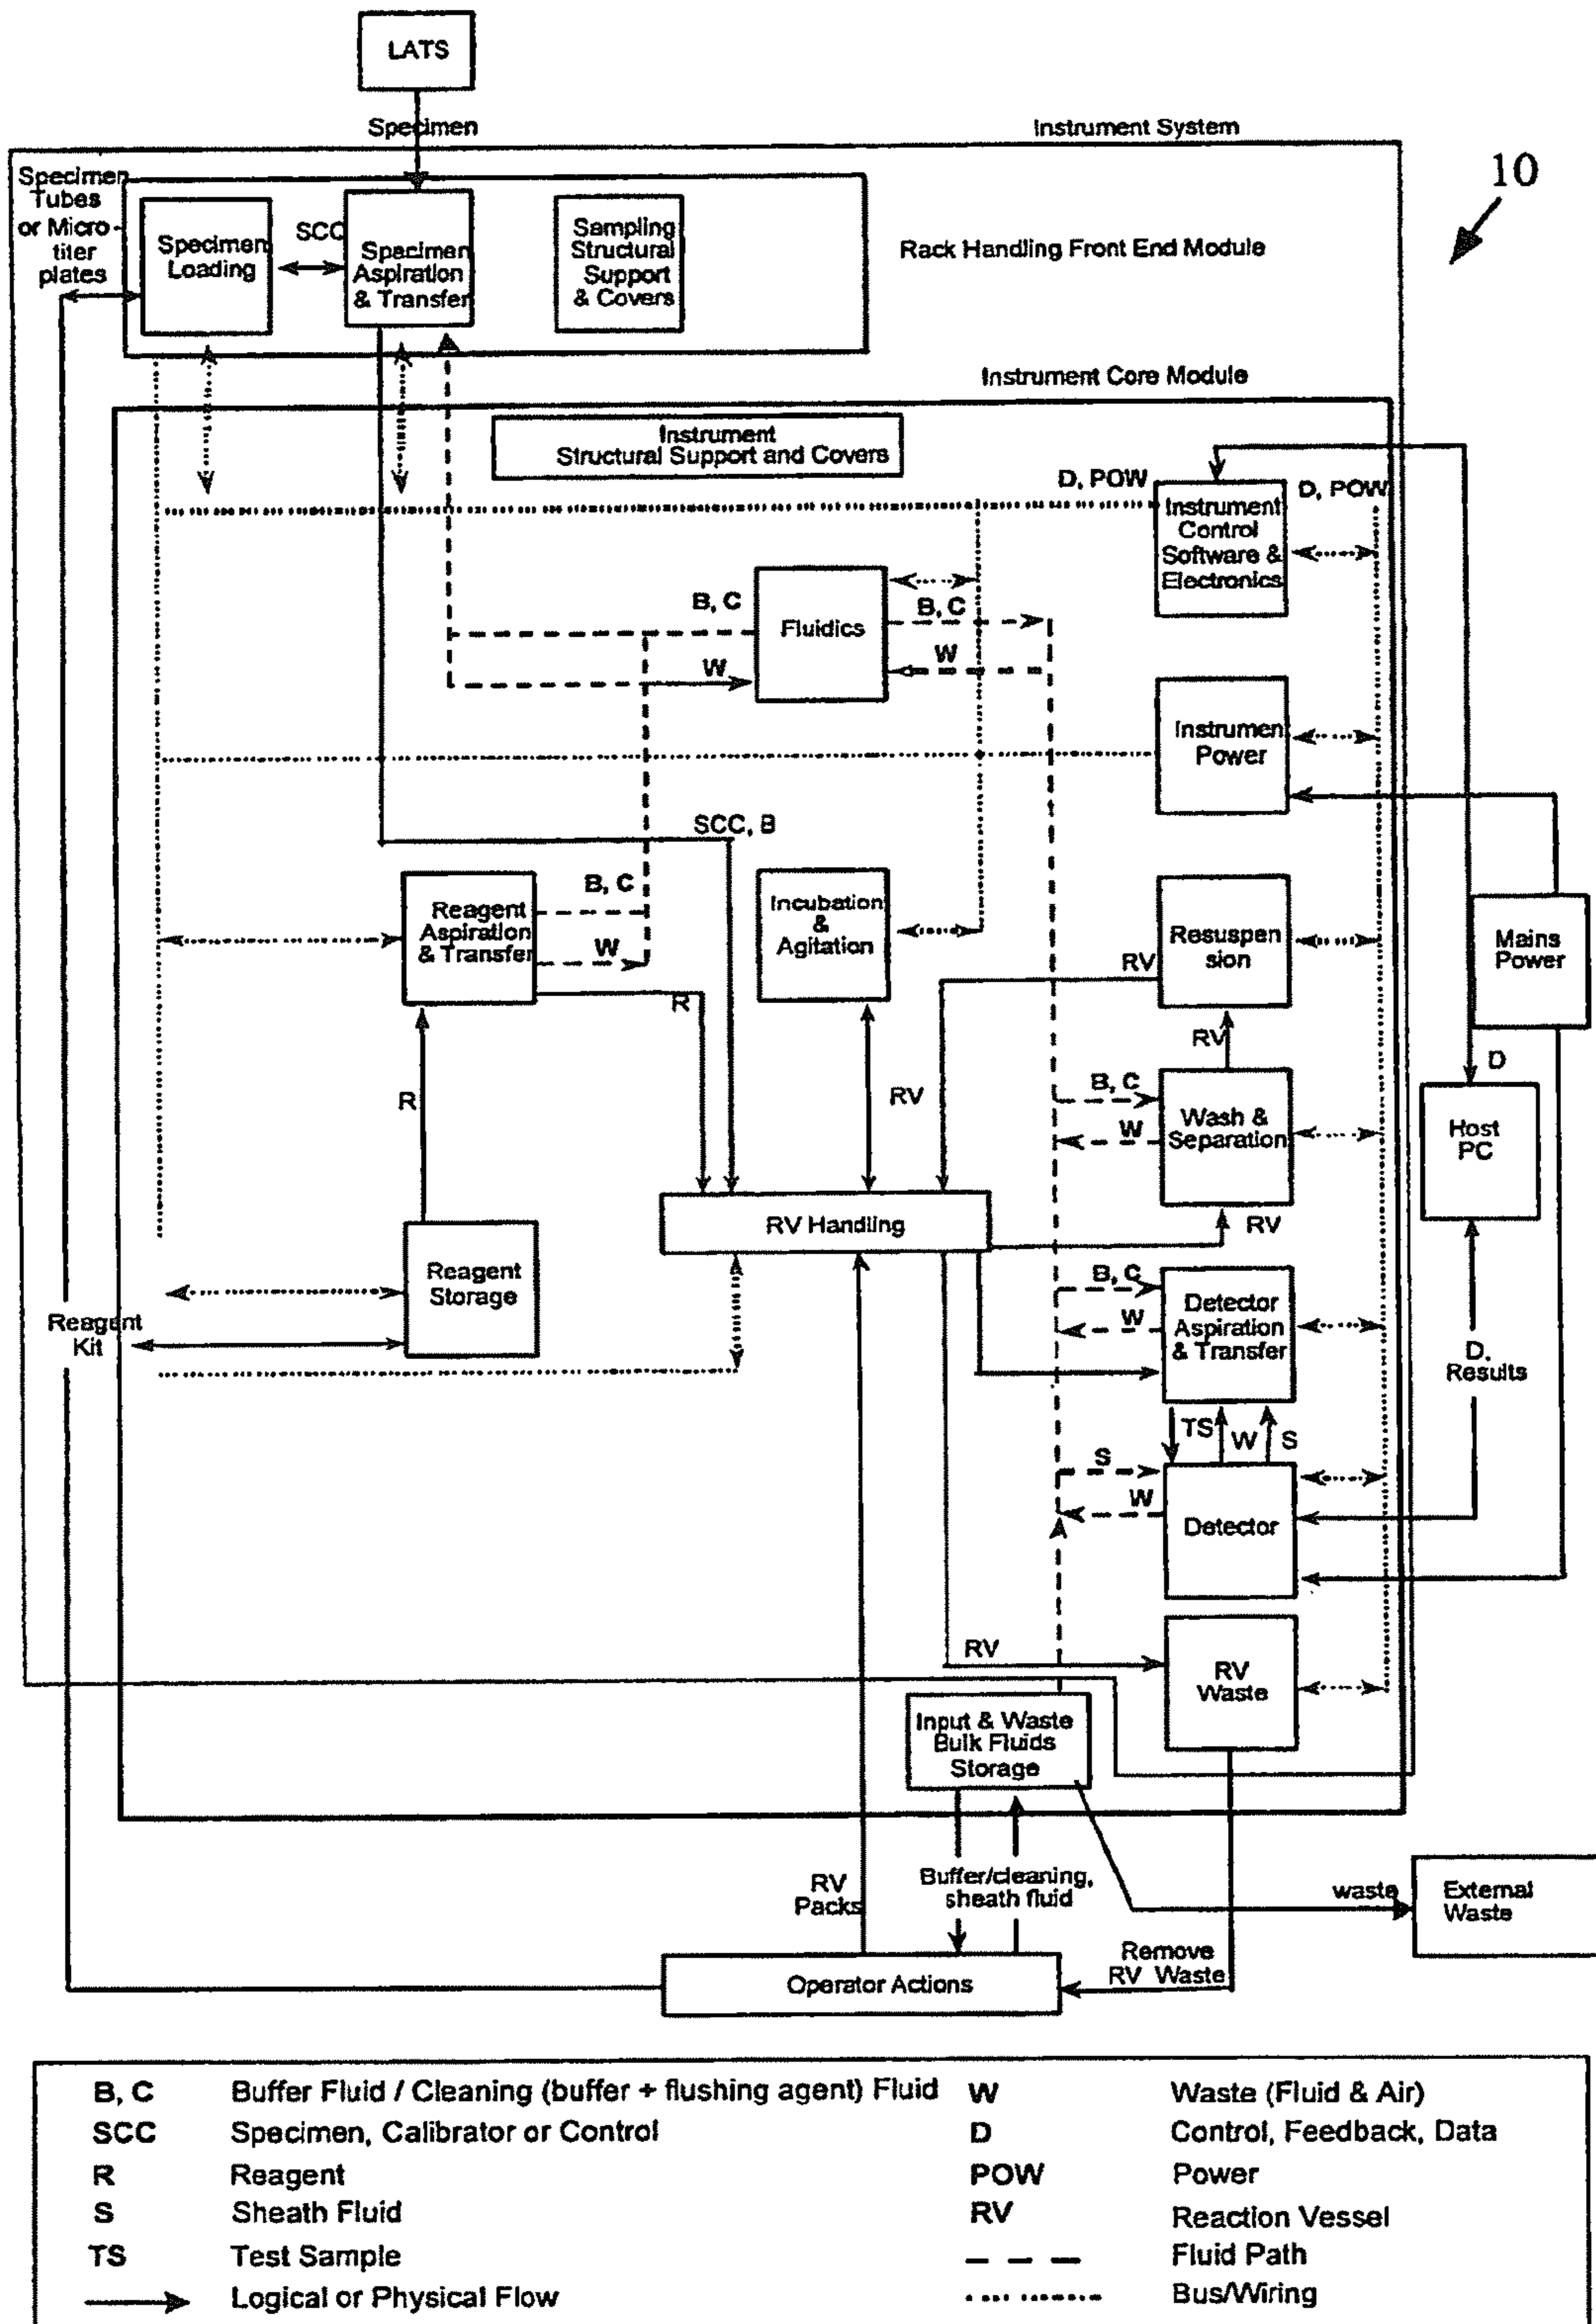 LATS
Specimen
Instrument System
10
Specimen
Tubes
or Micro-
titer
plates
Specimen
Loading
SCC
Specimen
Aspiration
& Transfer
Sampling
Structural
Support
& Covers
Rack Handling Front End Module
Instrument Core Module
Instrument
Structural Support and Covers
D, POW
Instrument
Control
Software &
Electronics
D, POW
B, C
Fluidics
B, C
W
W
Instrumen
Power
SCC, B
Reagent
Aspiration
& Transfer
B, C
W
R
Incubation
&
Agitation
Resuspen
sion
RV
Mains
Power
RV
D
R
RV
B, C
W
Wash &
Separation
Host
PC
RV Handling
RV
Reagent
Storage
B, C
W
Detector
Aspiration
& Transfer
Reagent
Kit
D,
Results
TS
W
S
S
W
Detector
RV
RV
Waste
Input & Waste
Bulk Fluids
Storage
RV
Packs
Buffer/cleaning,
sheath fluid
waste
External
Waste
Remove
RV Waste
Operator Actions
B, C Buffer Fluid / Cleaning (buffer + flushing agent) Fluid W Waste (Fluid & Air)
SCC Specimen, Calibrator or Control D Control, Feedback, Data
R Reagent POW Power
S Sheath Fluid RV Reaction Vessel
TS Test Sample Fluid Path
Logical or Physical Flow Bus/Wiring